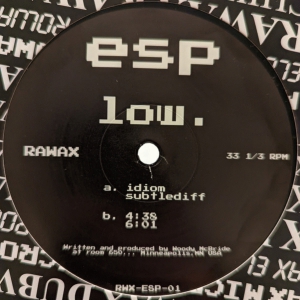 esp
low.
RAWAX
33 1/3 RPM
a. idiom
subtlediff
b. 4:38
6:01
Written and produced by Woody McBride
at room 650,,, Minneapolis,MN USA
RWX-ESP-01